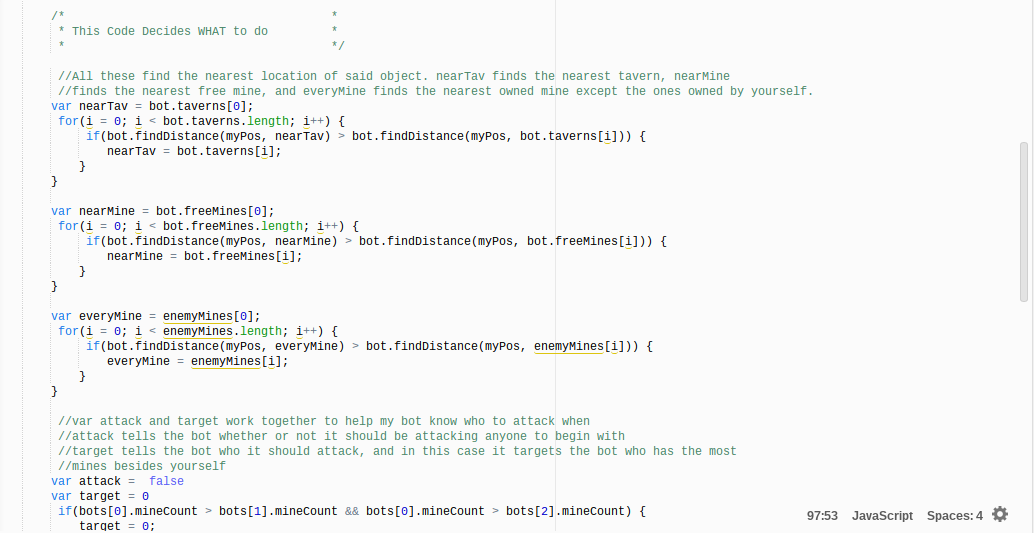 /*                                      *
 * This Code Decides WHAT to do         *
 *                                      */
//All these find the nearest location of said object. nearTav finds the nearest tavern, nearMine
//finds the nearest free mine, and everyMine finds the nearest owned mine except the ones owned by yourself.
var nearTav = bot.taverns[0];
 for(i = 0; i < bot.taverns.length; i++) {
     if(bot.findDistance(myPos, nearTav) > bot.findDistance(myPos, bot.taverns[i])) {
        nearTav = bot.taverns[i];
    }
}
var nearMine = bot.freeMines[0];
 for(i = 0; i < bot.freeMines.length; i++) {
     if(bot.findDistance(myPos, nearMine) > bot.findDistance(myPos, bot.freeMines[i])) {
        nearMine = bot.freeMines[i];
    }
}
var everyMine = enemyMines[0];
 for(i = 0; i < enemyMines.length; i++) {
     if(bot.findDistance(myPos, everyMine) > bot.findDistance(myPos, enemyMines[i])) {
        everyMine = enemyMines[i];
    }
}
 //var attack and target work together to help my bot know who to attack when
 //attack tells the bot whether or not it should be attacking anyone to begin with
 //target tells the bot who it should attack, and in this case it targets the bot who has the most
 //mines besides yourself
var attack =  false
var target = 0
 if(bots[0].mineCount > bots[1].mineCount && bots[0].mineCount > bots[2].mineCount) {
    target = 0;
97:53 JavaScript Spaces: 4